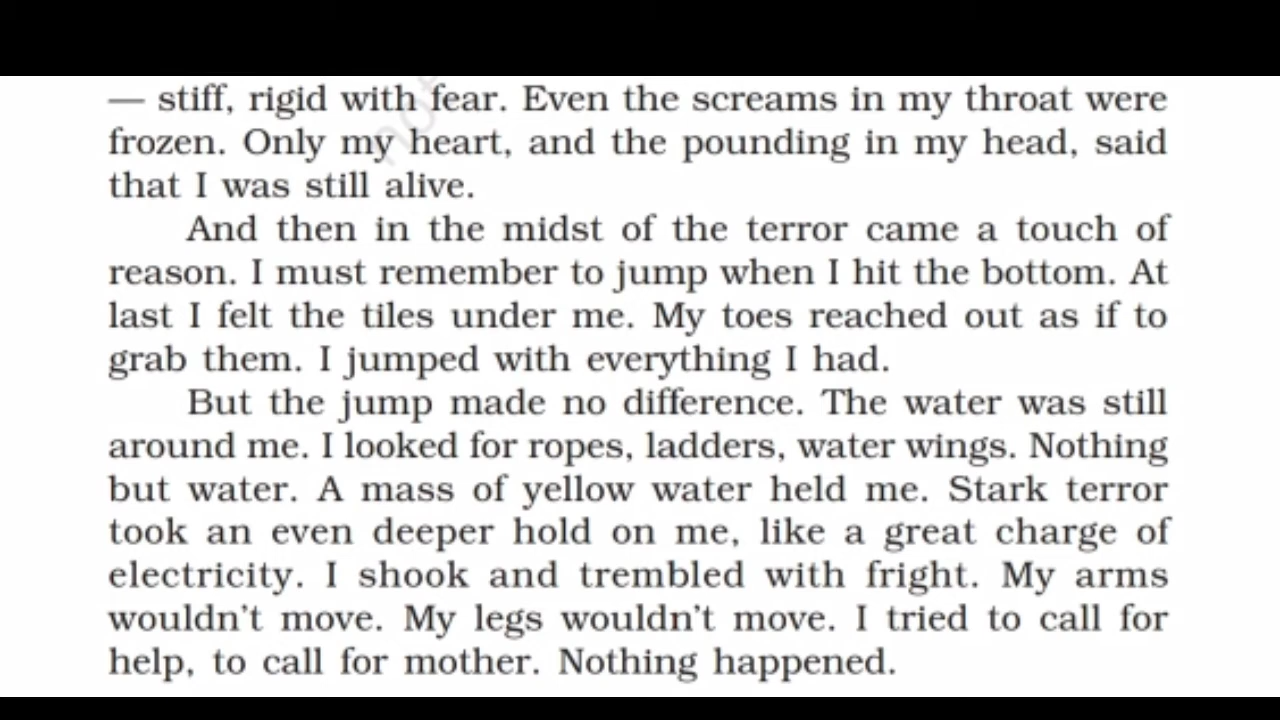 — stiff, rigid with fear. Even the screams in my throat were
frozen. Only my heart, and the pounding in my head, said
that I was still alive.
And then in the midst of the terror came a touch of
reason. I must remember to jump when I hit the bottom. At
last I felt the tiles under me. My toes reached out as if to
grab them. I jumped with everything I had.
But the jump made no difference. The water was still
around me. I looked for ropes, ladders, water wings. Nothing
but water. A mass of yellow water held me. Stark terror
took an even deeper hold on me, like a great charge of
electricity. I shook and trembled with fright. My arms
wouldn't move. My legs wouldn't move. I tried to call for
help, to call for mother. Nothing happened.